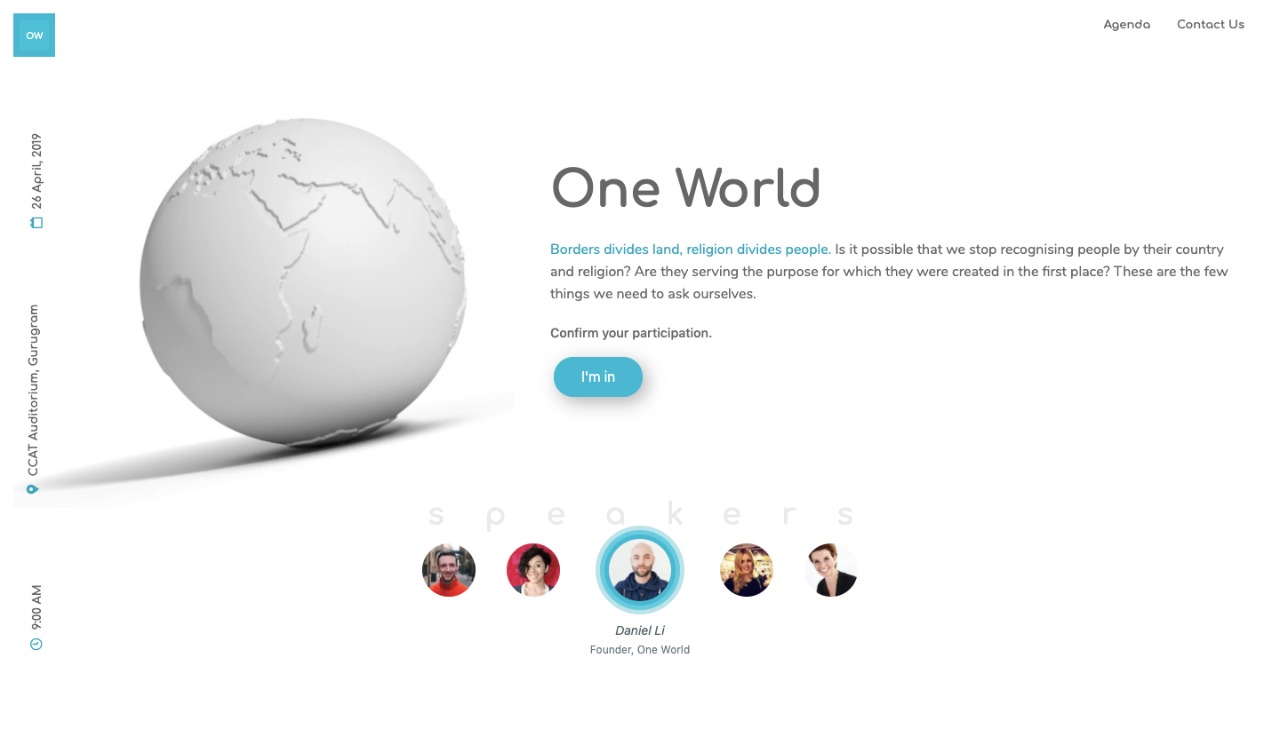 OW
Agenda
Contact Us
26 April, 2019
CCAT Auditorium, Gurugram
9:00 AM
One World
Borders divides land, religion divides people. Is it possible that we stop recognising people by their country
and religion? Are they serving the purpose for which they were created in the first place? These are the few
things we need to ask ourselves.
Confirm your participation.
I'm in
speakers
Daniel Li
Founder, One World